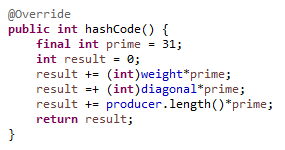 @Override
public int hashCode() {
final int prime = 31;
int result = 0;
result += (int)weight*prime;
result =+ (int)diagonal*prime;
result += producer.length()*prime;
return result;
}